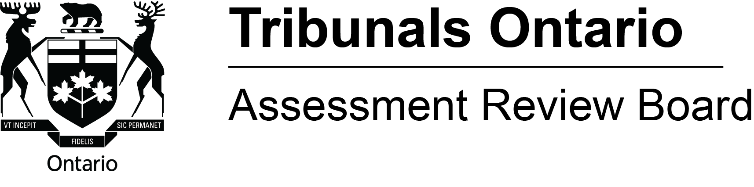 Tribunals Ontario
Assessment Review Board
VT INCEPIT
SIC PERMANET
FIDELIS
Ontario